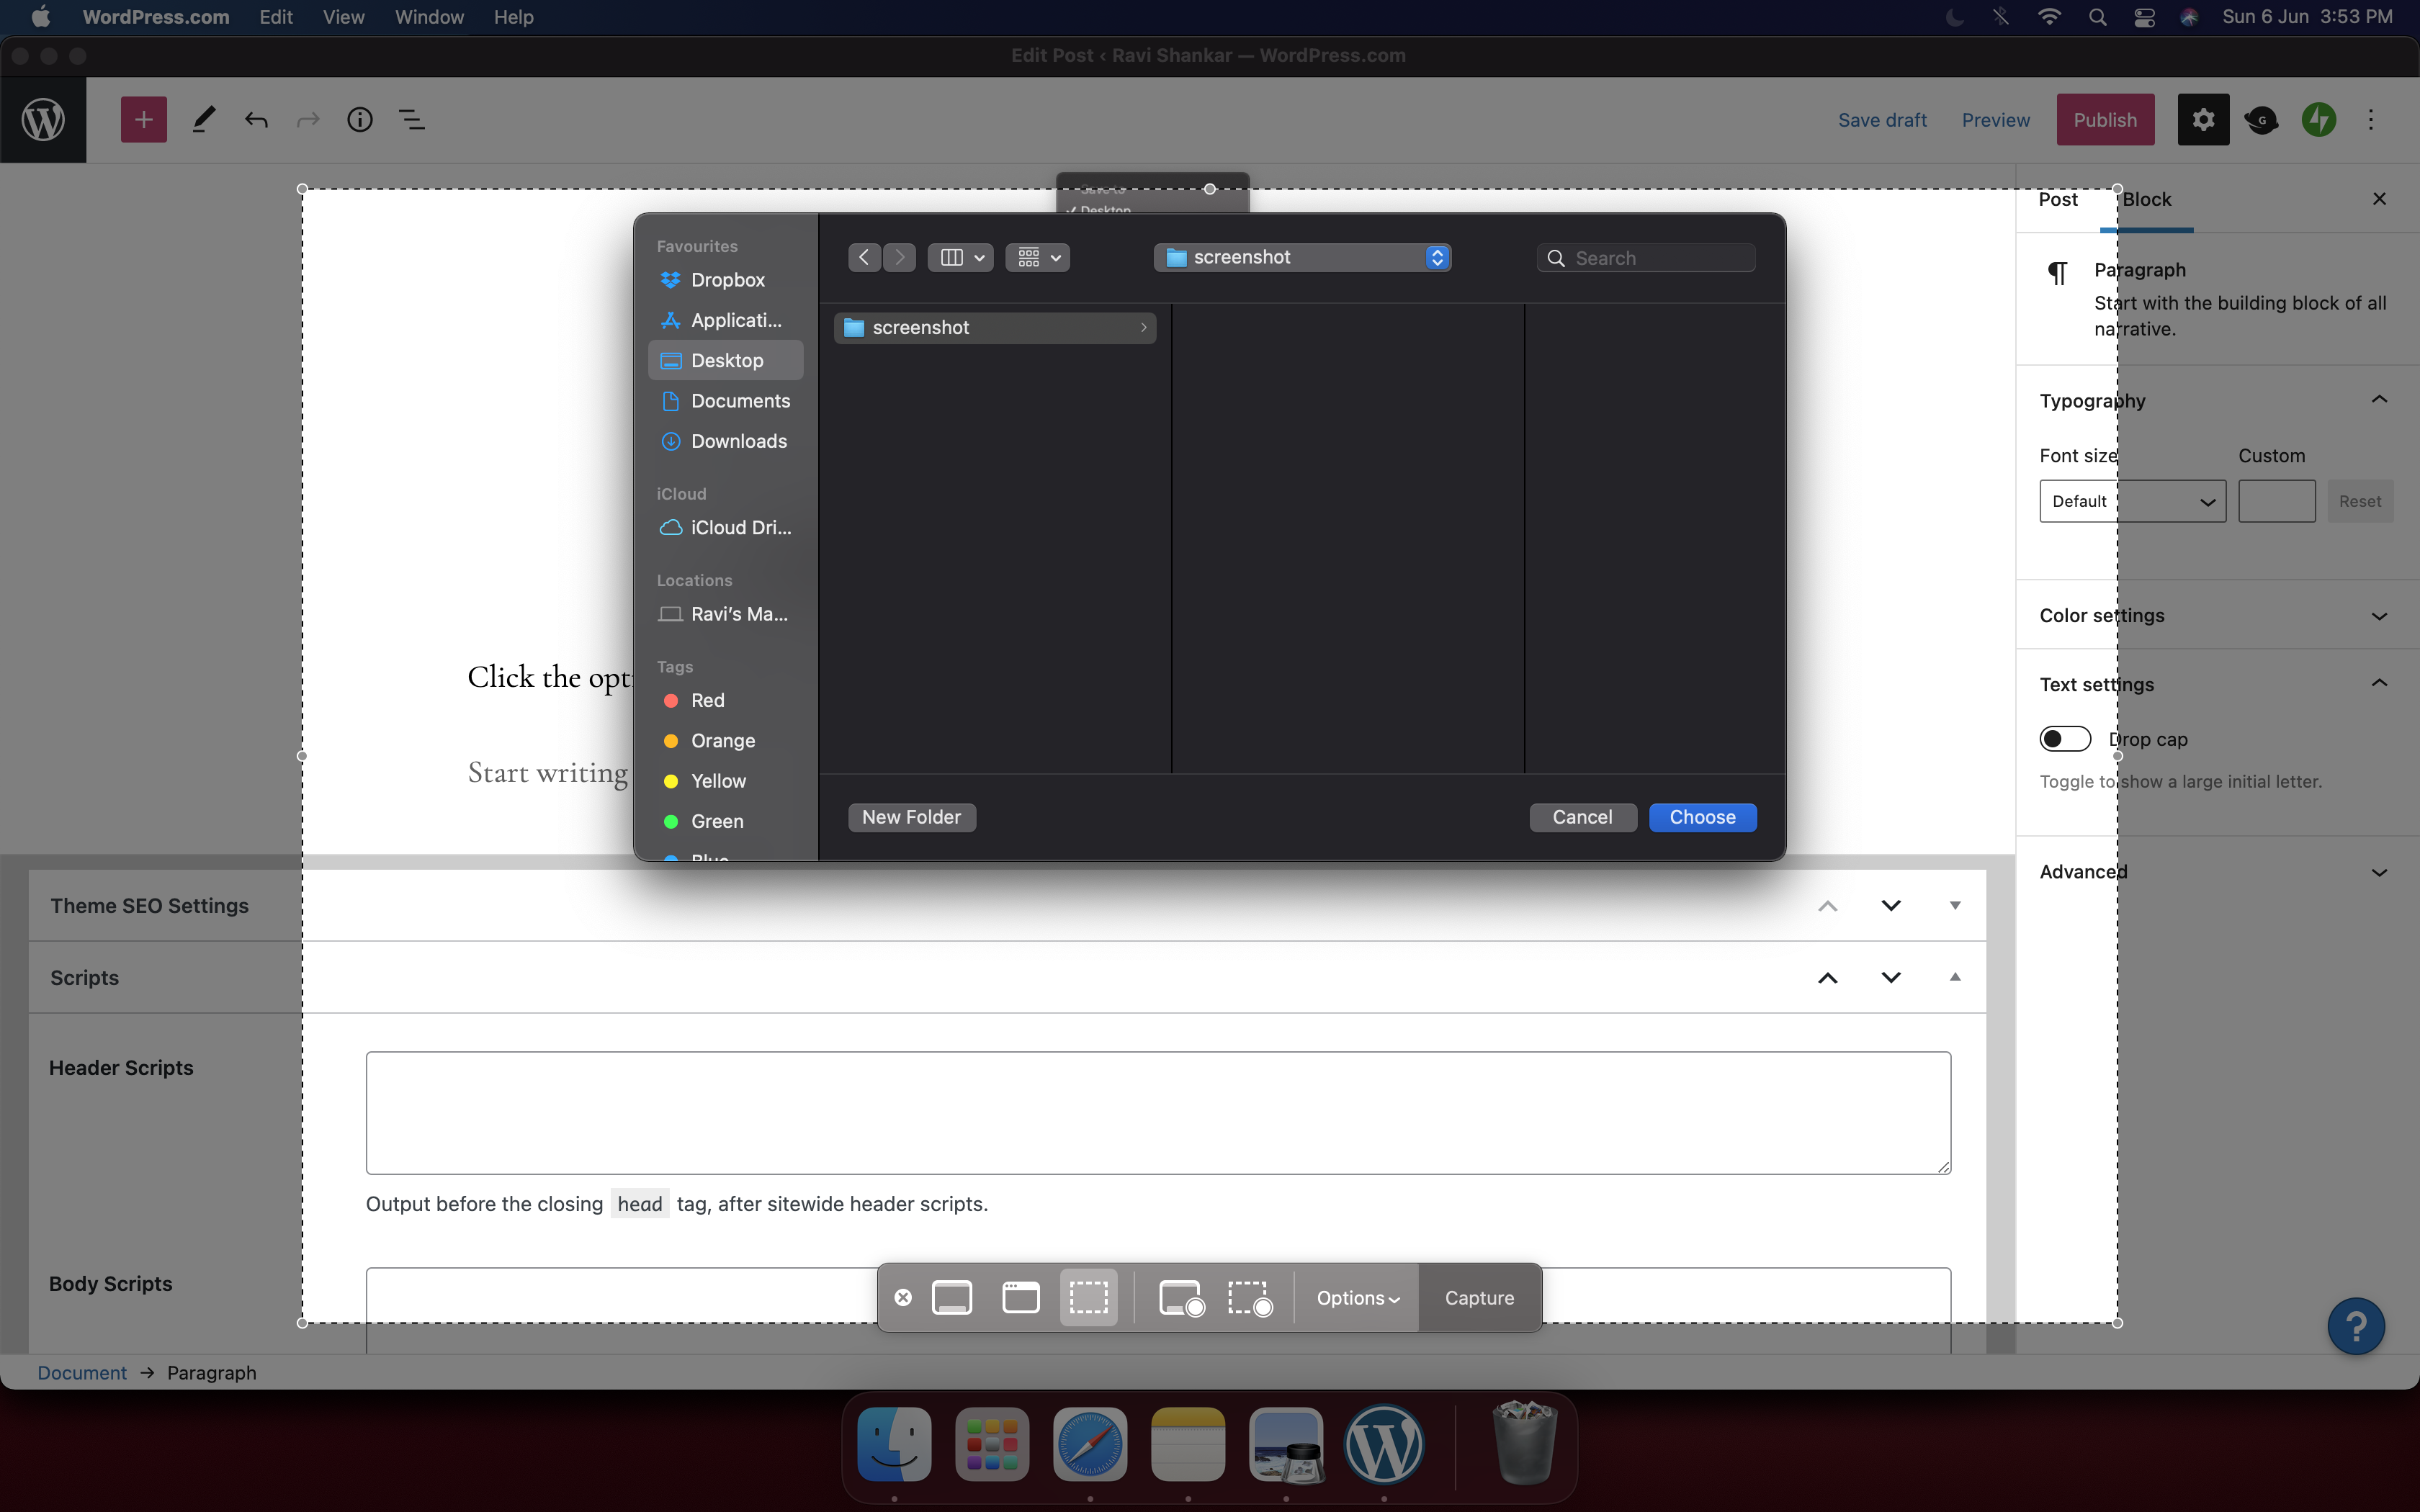 WordPress.com Edit View Window Help Sun 6 Jun 3:53 PM
Edit Post ‹ Ravi Shankar — WordPress.com
Save draft Preview Publish
Save to
✓ Desktop
Post Block
Favourites
Dropbox
Applicati...
Desktop
Documents
Downloads
iCloud
iCloud Dri...
Locations
Ravi's Ma...
Tags
Red
Orange
Yellow
Green
Blue
screenshot
Search
screenshot
New Folder Cancel Choose
Click the opti
Start writing
Paragraph
Start with the building block of all
narrative.
Typography
Font size Custom
Default Reset
Color settings
Text settings
Drop cap
Toggle to show a large initial letter.
Advanced
Theme SEO Settings
Scripts
Header Scripts
Output before the closing head tag, after sitewide header scripts.
Body Scripts
Options Capture
?
Document → Paragraph